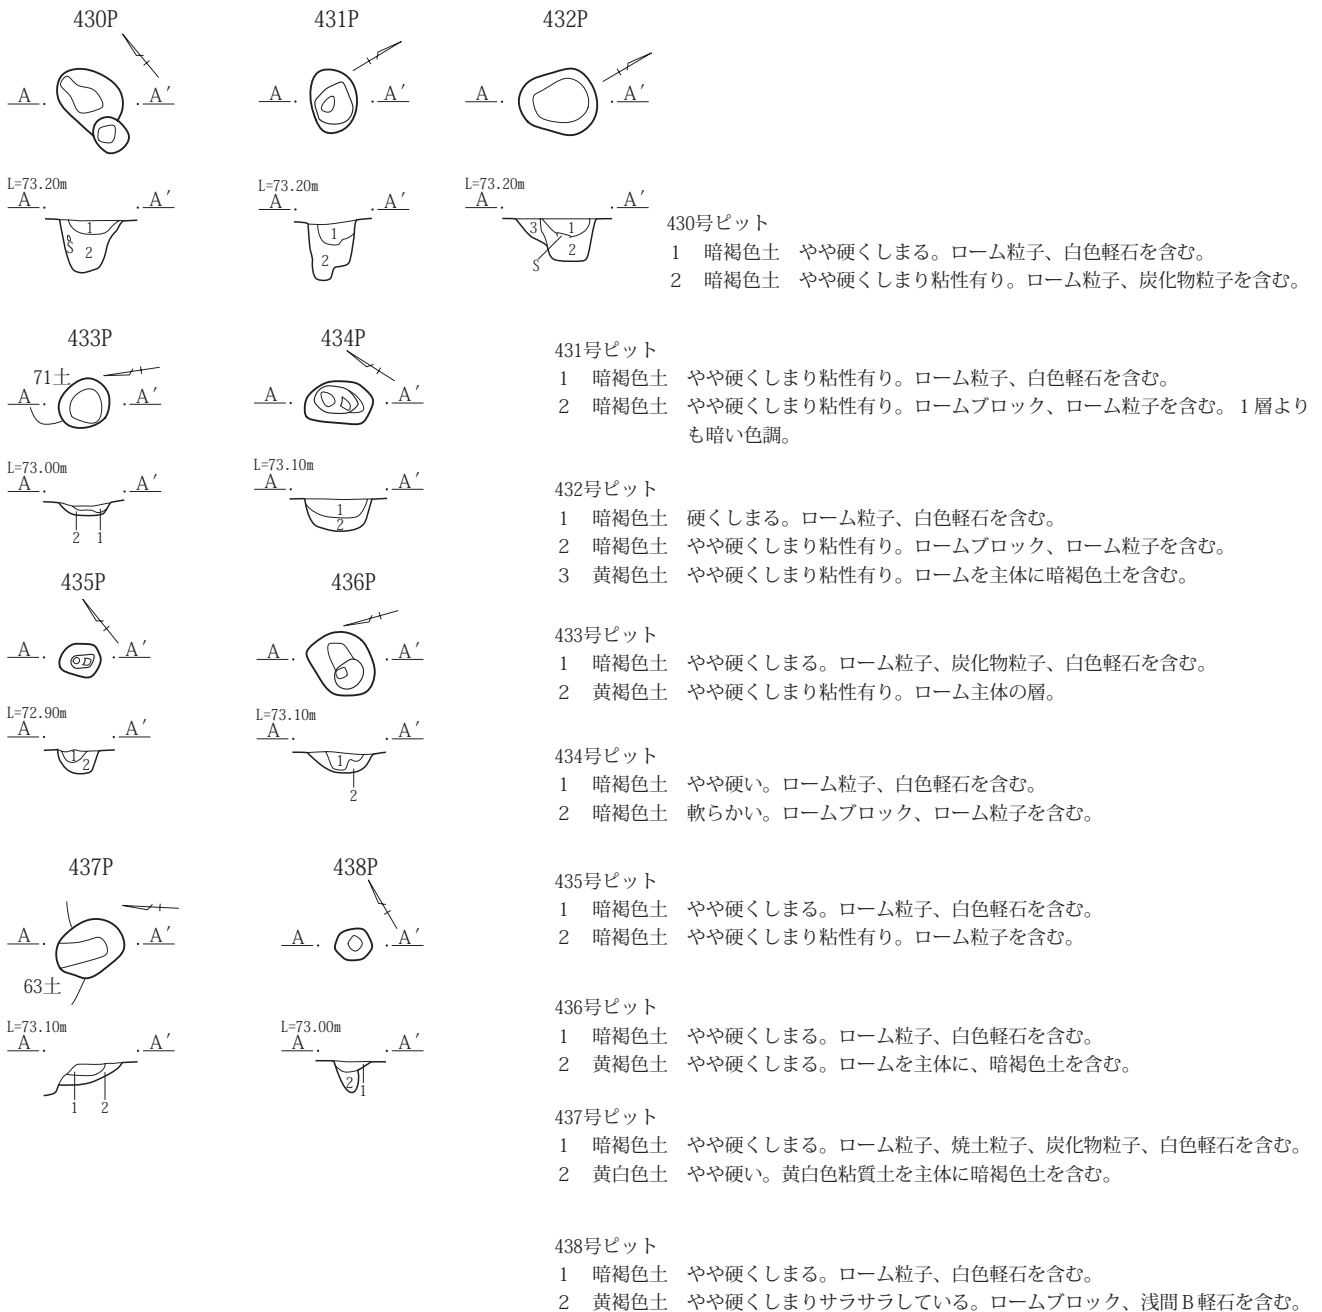 430P 431P 432P
A A′ A A′ A A′
L=73.20m L=73.20m L=73.20m
A A′ A A′ A A′
1 S 2
1 2
3 1 2 S
430号ピット
1 暗褐色土 やや硬くしまる。ローム粒子、白色軽石を含む。
2 暗褐色土 やや硬くしまり粘性有り。ローム粒子、炭化物粒子を含む。
433P 434P
71土
A A′ A A′
L=73.00m L=73.10m
A A′ A A′
2 1
1 2
431号ピット
1 暗褐色土 やや硬くしまり粘性有り。ローム粒子、白色軽石を含む。
2 暗褐色土 やや硬くしまり粘性有り。ロームブロック、ローム粒子を含む。1層より
も暗い色調。
432号ピット
1 暗褐色土 硬くしまる。ローム粒子、白色軽石を含む。
2 暗褐色土 やや硬くしまり粘性有り。ロームブロック、ローム粒子を含む。
3 黄褐色土 やや硬くしまり粘性有り。ロームを主体に暗褐色土を含む。
435P 436P
A A′ A A′
L=72.90m L=73.10m
A A′ A A′
1 2
1 2
433号ピット
1 暗褐色土 やや硬くしまる。ローム粒子、炭化物粒子、白色軽石を含む。
2 黄褐色土 やや硬くしまり粘性有り。ローム主体の層。
434号ピット
1 暗褐色土 やや硬い。ローム粒子、白色軽石を含む。
2 暗褐色土 軟らかい。ロームブロック、ローム粒子を含む。
437P 438P
A A′ A A′
63土
L=73.10m L=73.00m
A A′ A A′
1 2
2 1
435号ピット
1 暗褐色土 やや硬くしまる。ローム粒子、白色軽石を含む。
2 暗褐色土 やや硬くしまり粘性有り。ローム粒子を含む。
436号ピット
1 暗褐色土 やや硬くしまる。ローム粒子、白色軽石を含む。
2 黄褐色土 やや硬くしまる。ロームを主体に、暗褐色土を含む。
437号ピット
1 暗褐色土 やや硬くしまる。ローム粒子、焼土粒子、炭化物粒子、白色軽石を含む。
2 黄白色土 やや硬い。黄白色粘質土を主体に暗褐色土を含む。
438号ピット
1 暗褐色土 やや硬くしまる。ローム粒子、白色軽石を含む。
2 黄褐色土 やや硬くしまりサラサラしている。ロームブロック、浅間B軽石を含む。